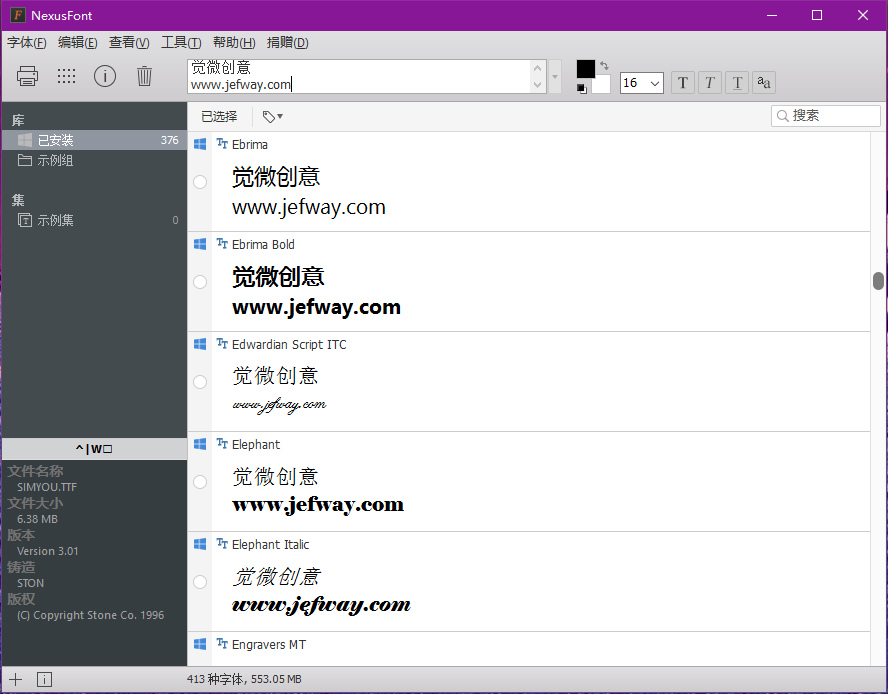 NexusFont
字体(F) 编辑(E) 查看(V) 工具(T) 帮助(H) 捐赠(D)
觉微创意
www.jefway.com
16
T T T aa
库
已安装 376
示例组
集
示例集 0
^|W□
文件名称
SIMYOU.TTF
文件大小
6.38 MB
版本
Version 3.01
铸造
STON
版权
(C) Copyright Stone Co. 1996
已选择
搜索
Ebrima
觉微创意
www.jefway.com
Ebrima Bold
觉微创意
www.jefway.com
Edwardian Script ITC
觉微创意
www.jefway.com
Elephant
觉微创意
www.jefway.com
Elephant Italic
觉微创意
www.jefway.com
Engravers MT
413 种字体, 553.05 MB